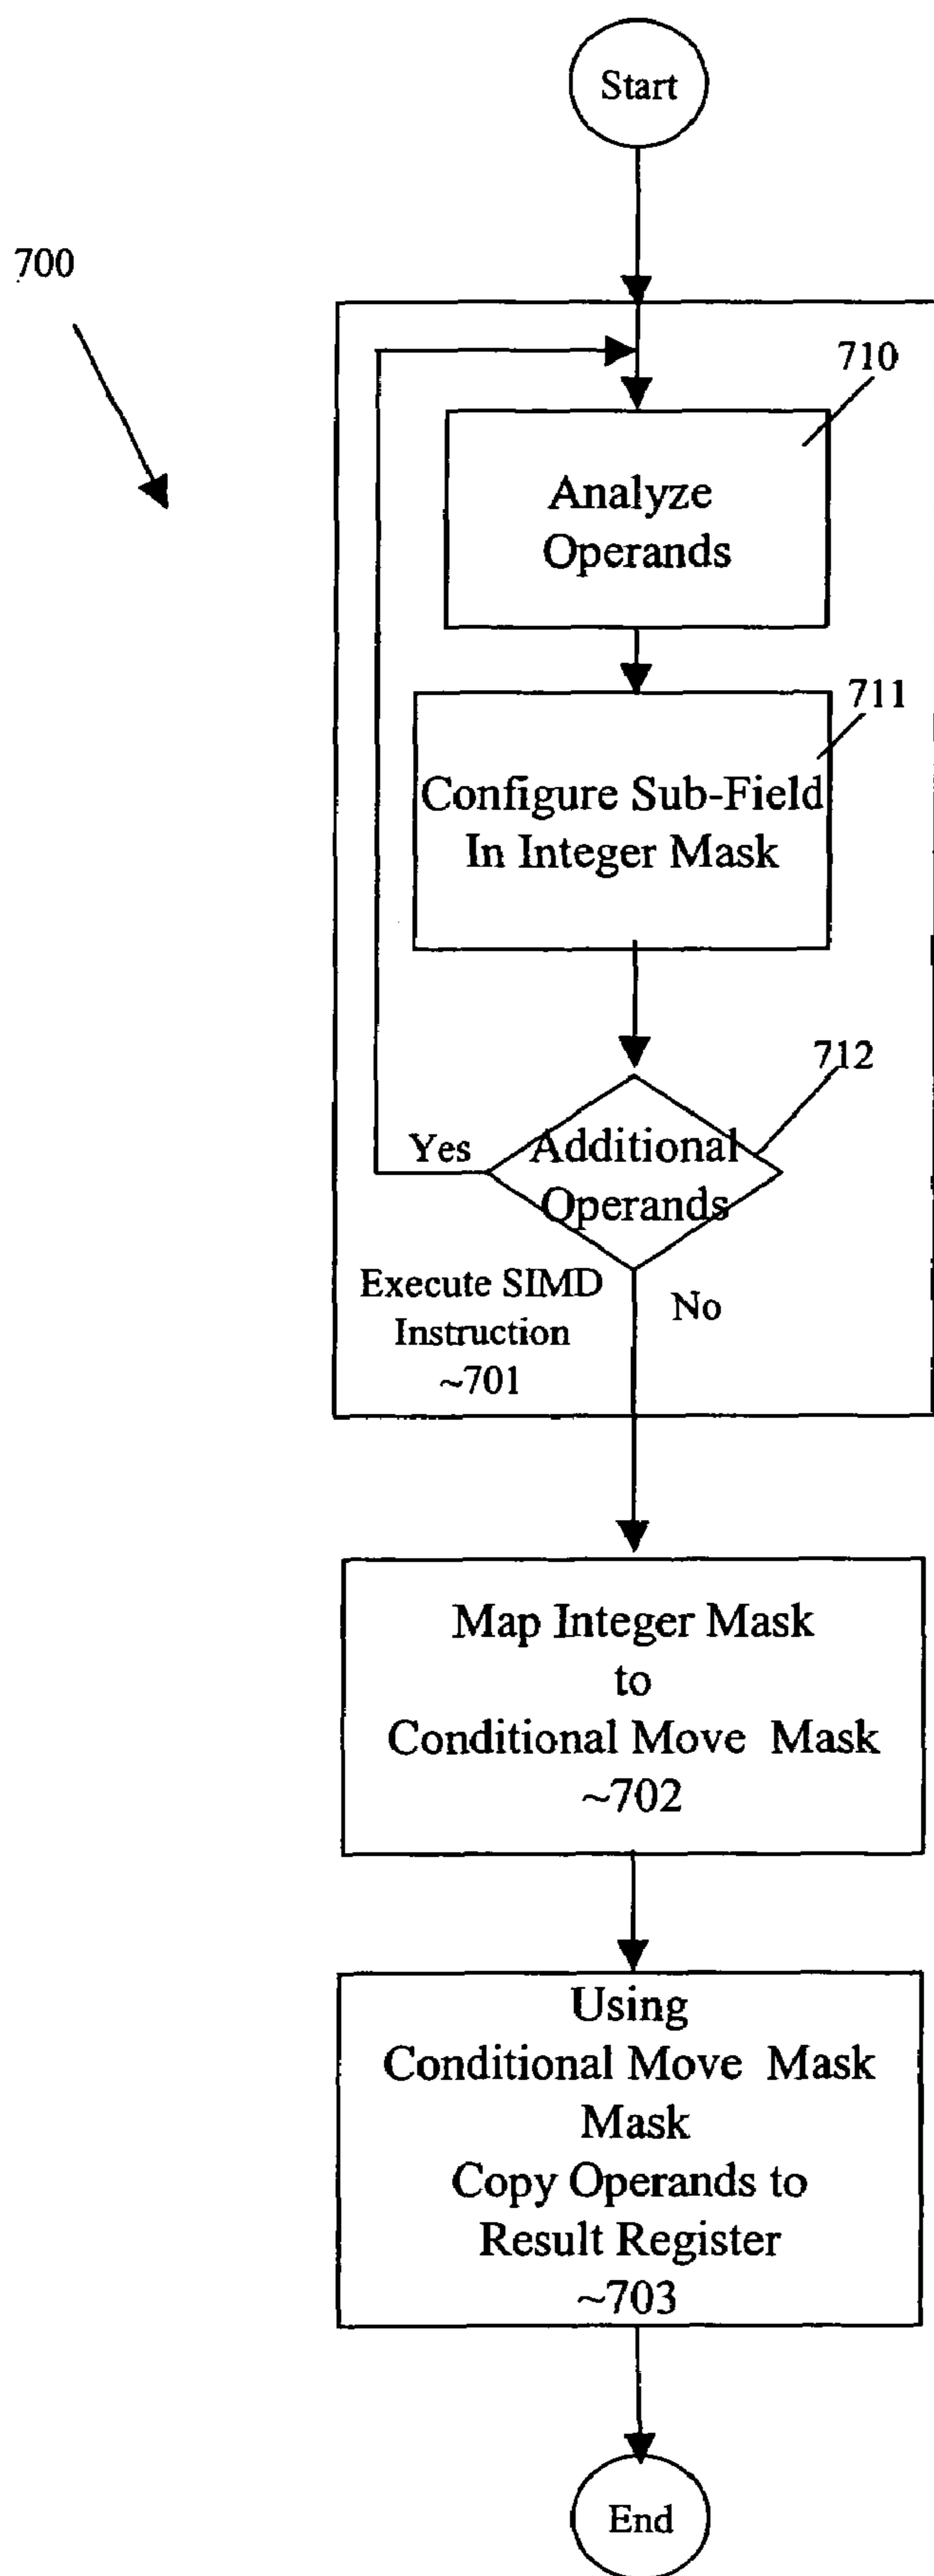 Start
700
710
Analyze
Operands
711
Configure Sub-Field
In Integer Mask
712
Yes
Additional
Operands
Execute SIMD
Instruction
~701
No
Map Integer Mask
to
Conditional Move Mask
~702
Using
Conditional Move Mask
Mask
Copy Operands to
Result Register
~703
End